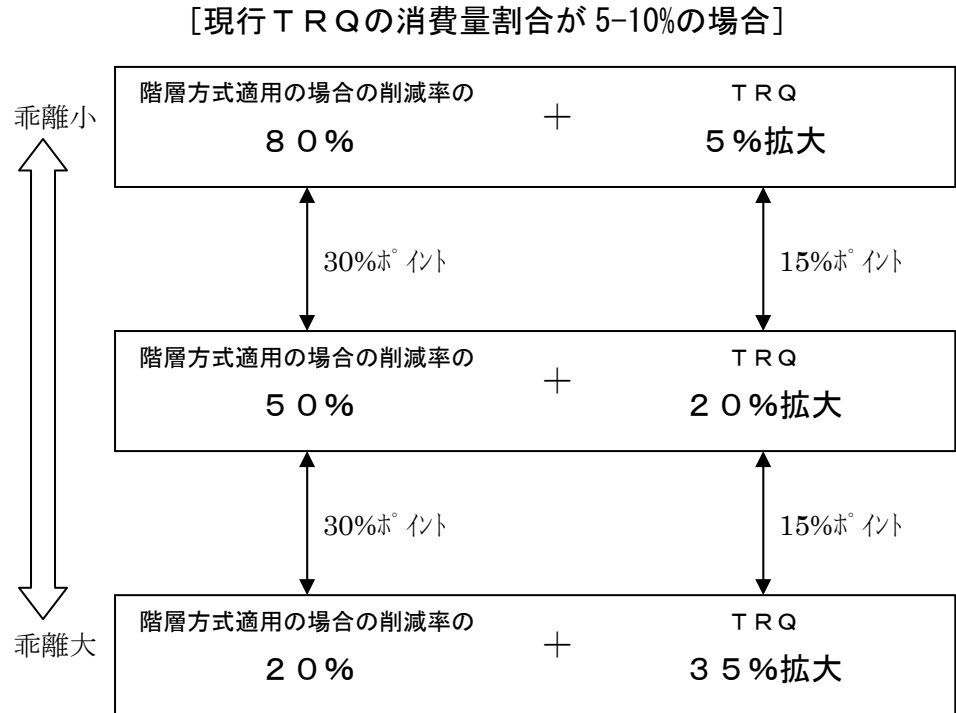 ［現行ＴＲＱの消費量割合が 5-10%の場合］
乖離小
階層方式適用の場合の削減率の
８０%
＋
ＴＲＱ
５%拡大
30%ﾎﾟｲﾝﾄ
15%ﾎﾟｲﾝﾄ
階層方式適用の場合の削減率の
５０%
＋
ＴＲＱ
２０%拡大
30%ﾎﾟｲﾝﾄ
15%ﾎﾟｲﾝﾄ
乖離大
階層方式適用の場合の削減率の
２０%
＋
ＴＲＱ
３５%拡大